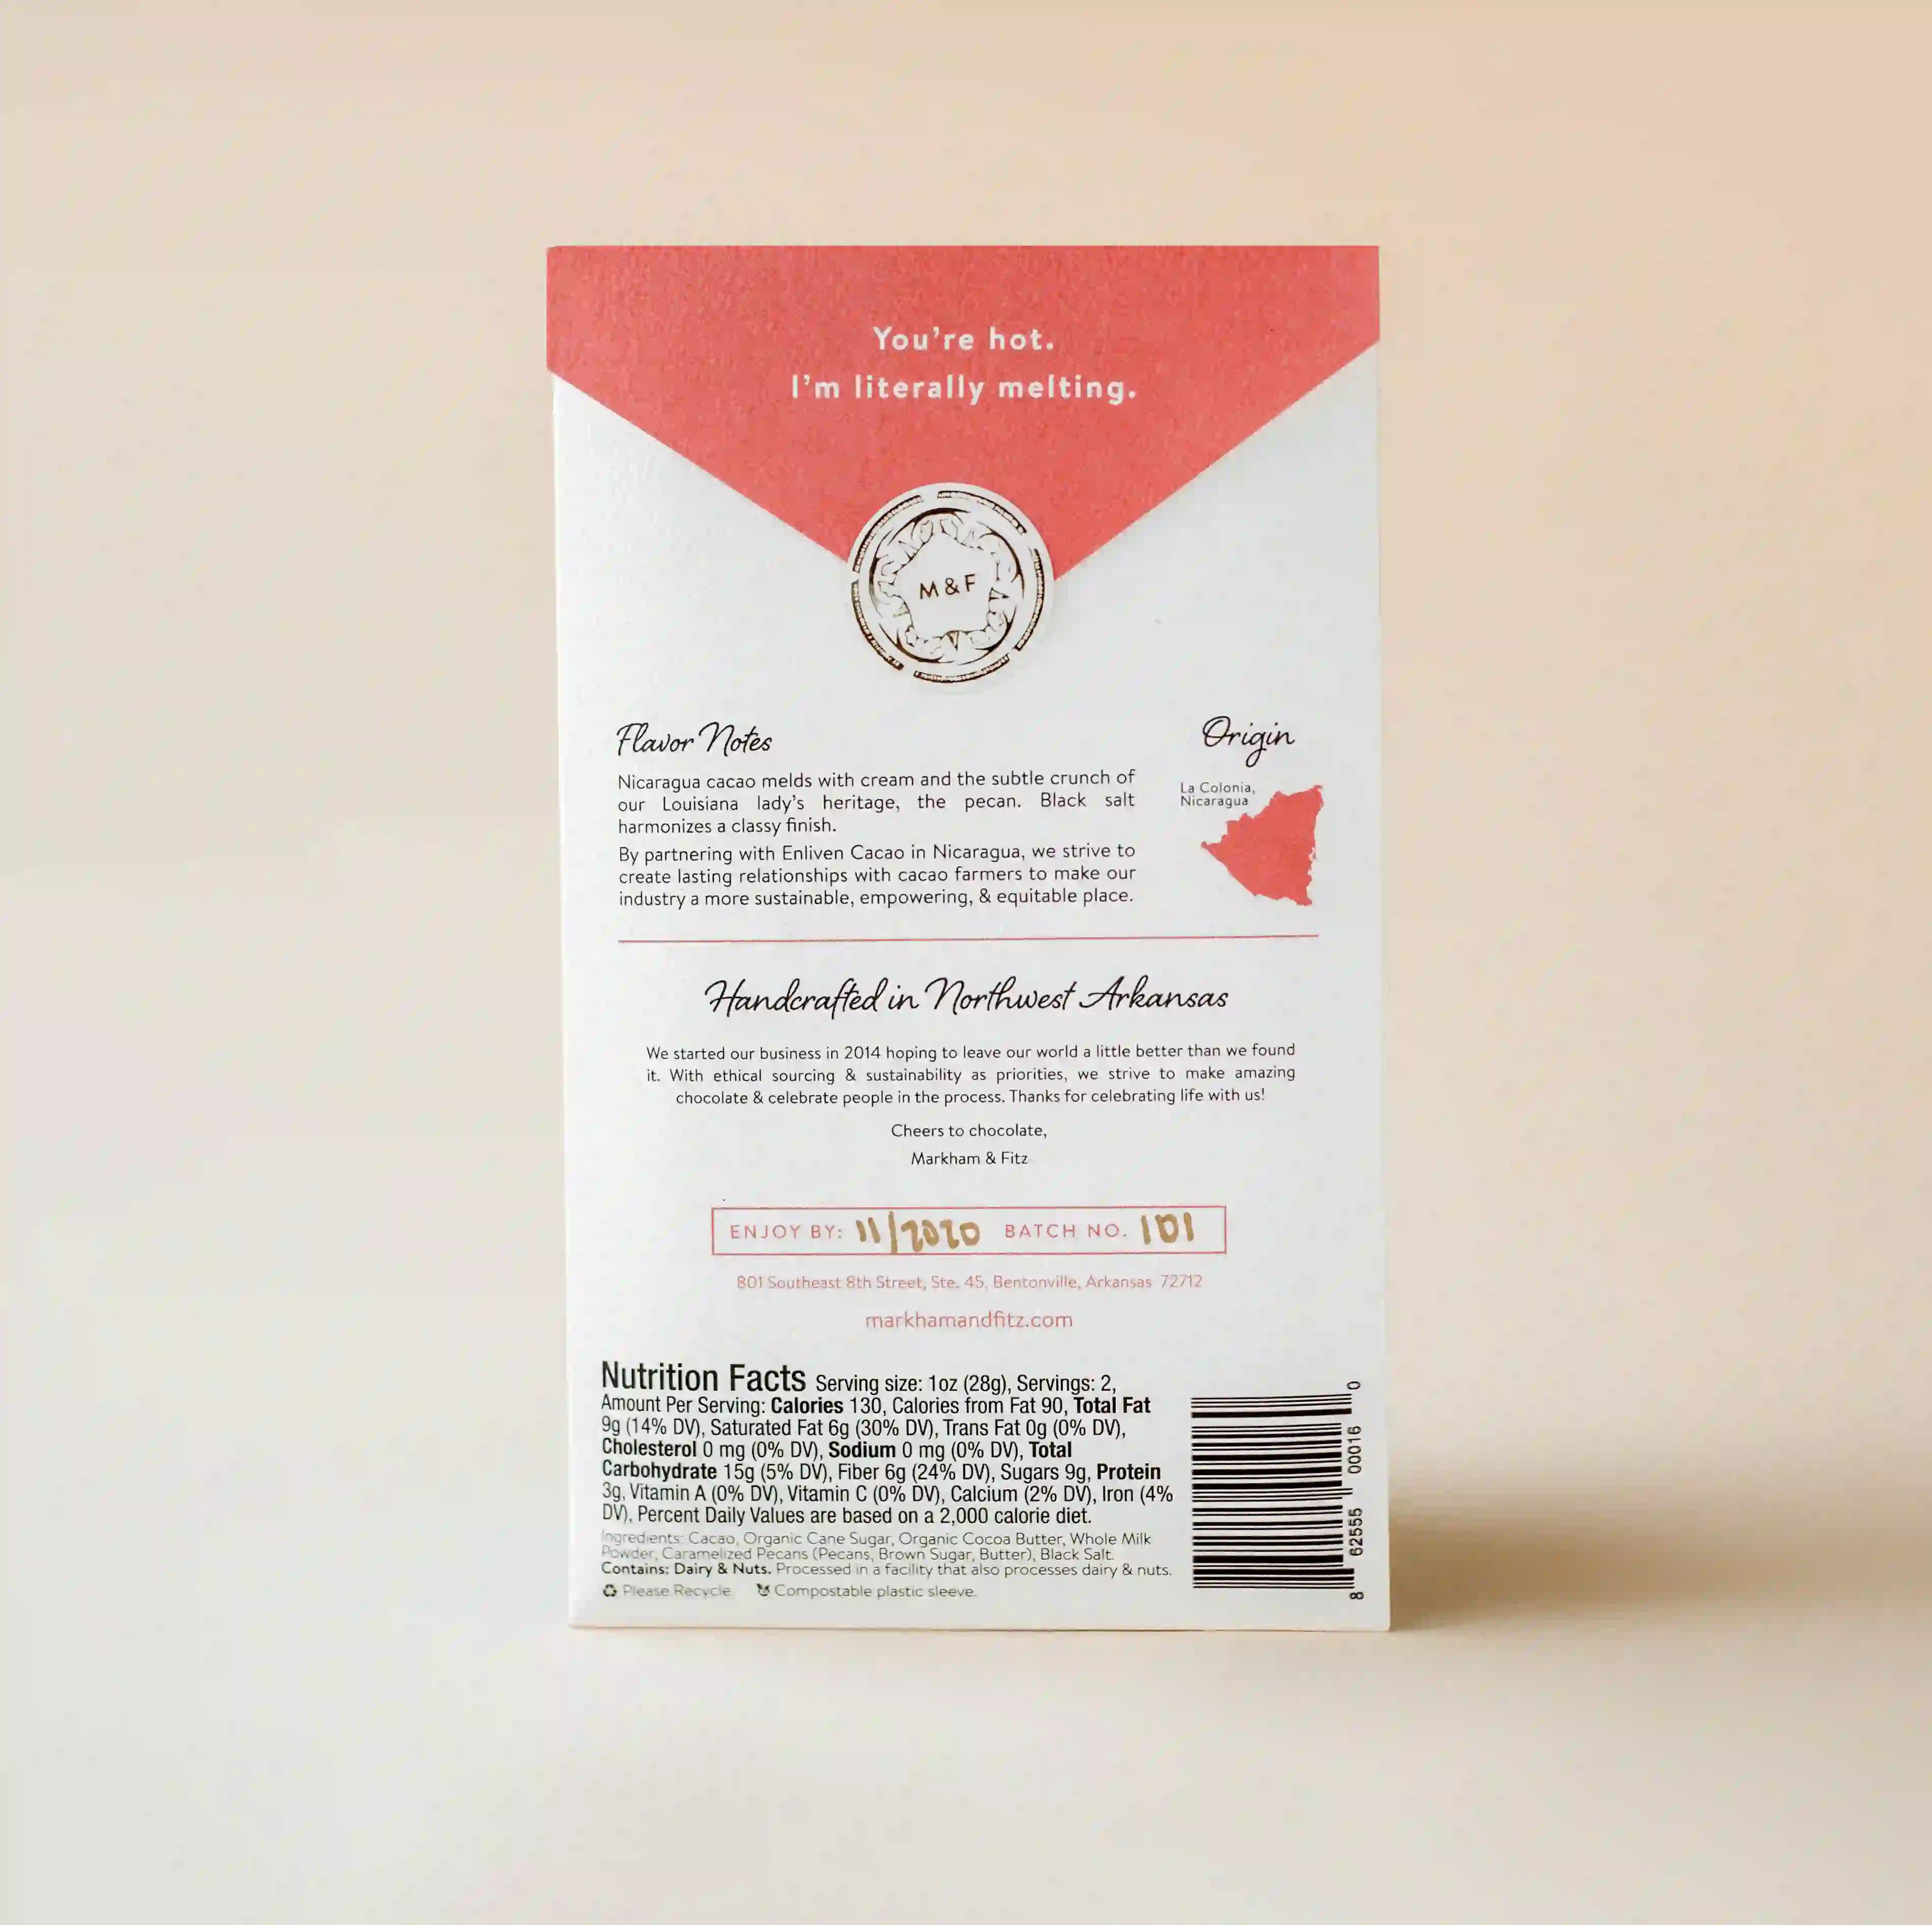 You're hot.
I'm literally melting.
M & F
Flavor Notes
Nicaragua cacao melds with cream and the subtle crunch of
our Louisiana lady's heritage, the pecan. Black salt
harmonizes a classy finish.
By partnering with Enliven Cacao in Nicaragua, we strive to
create lasting relationships with cacao farmers to make our
industry a more sustainable, empowering, & equitable place.
Origin
La Colonia,
Nicaragua
Handcrafted in Northwest Arkansas
We started our business in 2014 hoping to leave our world a little better than we found
it. With ethical sourcing & sustainability as priorities, we strive to make amazing
chocolate & celebrate people in the process. Thanks for celebrating life with us!
Cheers to chocolate,
Markham & Fitz
ENJOY BY: 11/2020 BATCH NO. 101
801 Southeast 8th Street, Ste. 45, Bentonville, Arkansas 72712
markhamandfitz.com
Nutrition Facts Serving size: 1oz (28g), Servings: 2,
Amount Per Serving: Calories 130, Calories from Fat 90, Total Fat
9g (14% DV), Saturated Fat 6g (30% DV), Trans Fat 0g (0% DV),
Cholesterol 0 mg (0% DV), Sodium 0 mg (0% DV), Total
Carbohydrate 15g (5% DV), Fiber 6g (24% DV), Sugars 9g, Protein
3g, Vitamin A (0% DV), Vitamin C (0% DV), Calcium (2% DV), Iron (4%
DV), Percent Daily Values are based on a 2,000 calorie diet.
Ingredients: Cacao, Organic Cane Sugar, Organic Cocoa Butter, Whole Milk
Powder, Caramelized Pecans (Pecans, Brown Sugar, Butter), Black Salt.
Contains: Dairy & Nuts. Processed in a facility that also processes dairy & nuts.
Please Recycle Compostable plastic sleeve.
8 62555 00016 0